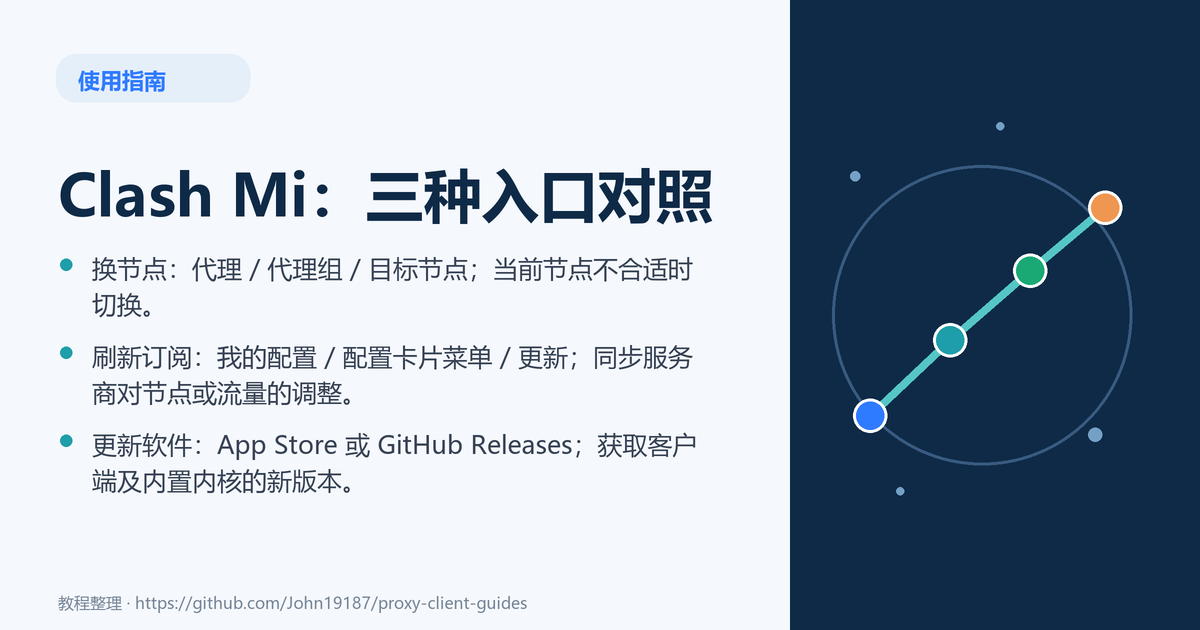 使用指南
Clash Mi：三种入口对照
换节点：代理 / 代理组 / 目标节点；当前节点不合适时
切换。
刷新订阅：我的配置 / 配置卡片菜单 / 更新；同步服务
商对节点或流量的调整。
更新软件：App Store 或 GitHub Releases；获取客户
端及内置内核的新版本。
教程整理 · https://github.com/John19187/proxy-client-guides